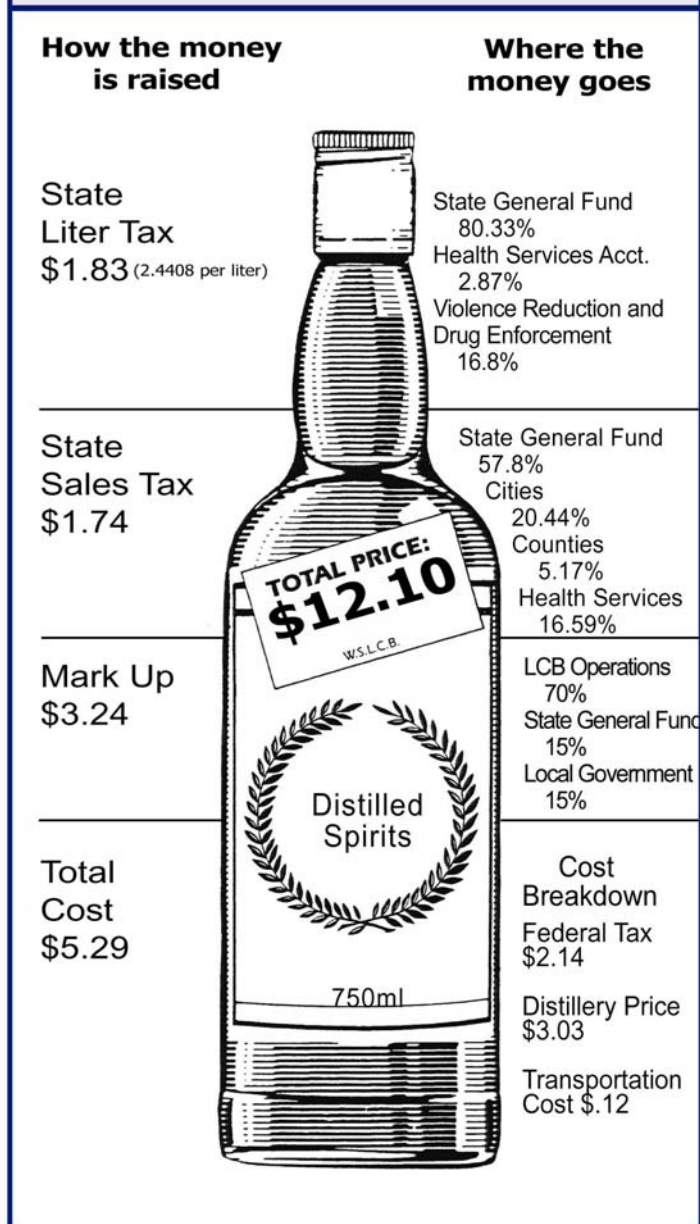 How the money
is raised
Where the
money goes
State
Liter Tax
$1.83 (2.4408 per liter)
State General Fund
80.33%
Health Services Acct.
2.87%
Violence Reduction and
Drug Enforcement
16.8%
State
Sales Tax
$1.74
State General Fund
57.8%
Cities
20.44%
Counties
5.17%
Health Services
16.59%
TOTAL PRICE:
$12.10
W.S.L.C.B.
Mark Up
$3.24
LCB Operations
70%
State General Fund
15%
Local Government
15%
Distilled
Spirits
750ml
Total
Cost
$5.29
Cost
Breakdown
Federal Tax
$2.14
Distillery Price
$3.03
Transportation
Cost $.12